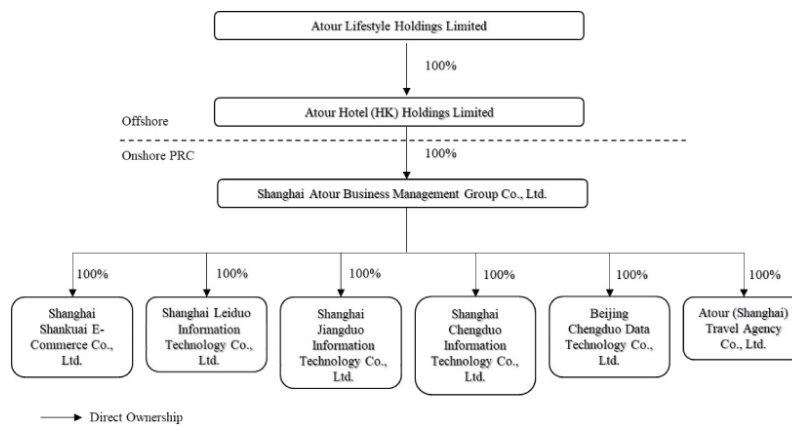 Atour Lifestyle Holdings Limited
100%
Atour Hotel (HK) Holdings Limited
Offshore
Onshore PRC
100%
Shanghai Atour Business Management Group Co., Ltd.
100%
100%
100%
100%
100%
100%
Shanghai
Shankuai E-
Commerce Co.,
Ltd.
Shanghai Leiduo
Information
Technology Co.,
Ltd.
Shanghai
Jiangduo
Information
Technology Co.,
Ltd.
Shanghai
Chengduo
Information
Technology Co.,
Ltd.
Beijing
Chengduo Data
Technology Co.,
Ltd.
Atour (Shanghai)
Travel Agency
Co., Ltd.
Direct Ownership